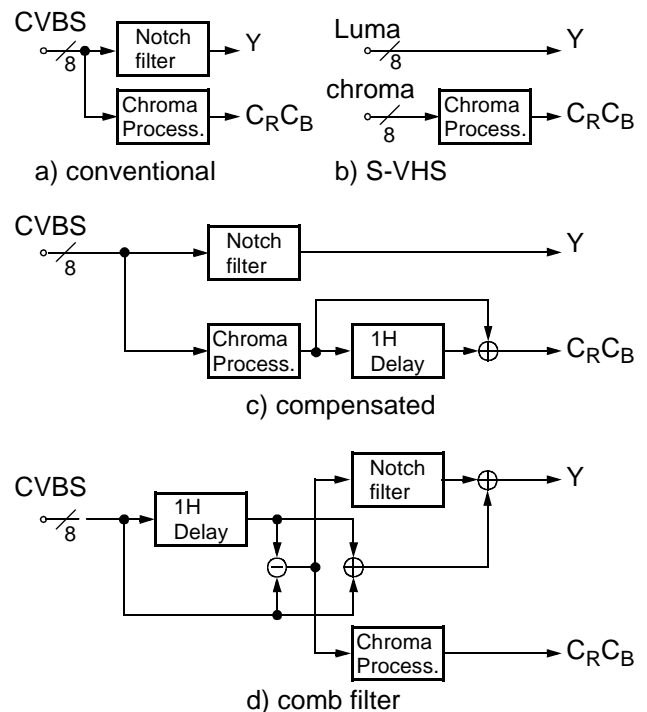 CVBS
8
Notch
filter
Y
Chroma
Process.
CRCB
a) conventional
Luma
8
Y
chroma
8
Chroma
Process.
CRCB
b) S-VHS
CVBS
8
Notch
filter
Y
Chroma
Process.
1H
Delay
CRCB
c) compensated
CVBS
8
1H
Delay
Notch
filter
Y
Chroma
Process.
CRCB
d) comb filter